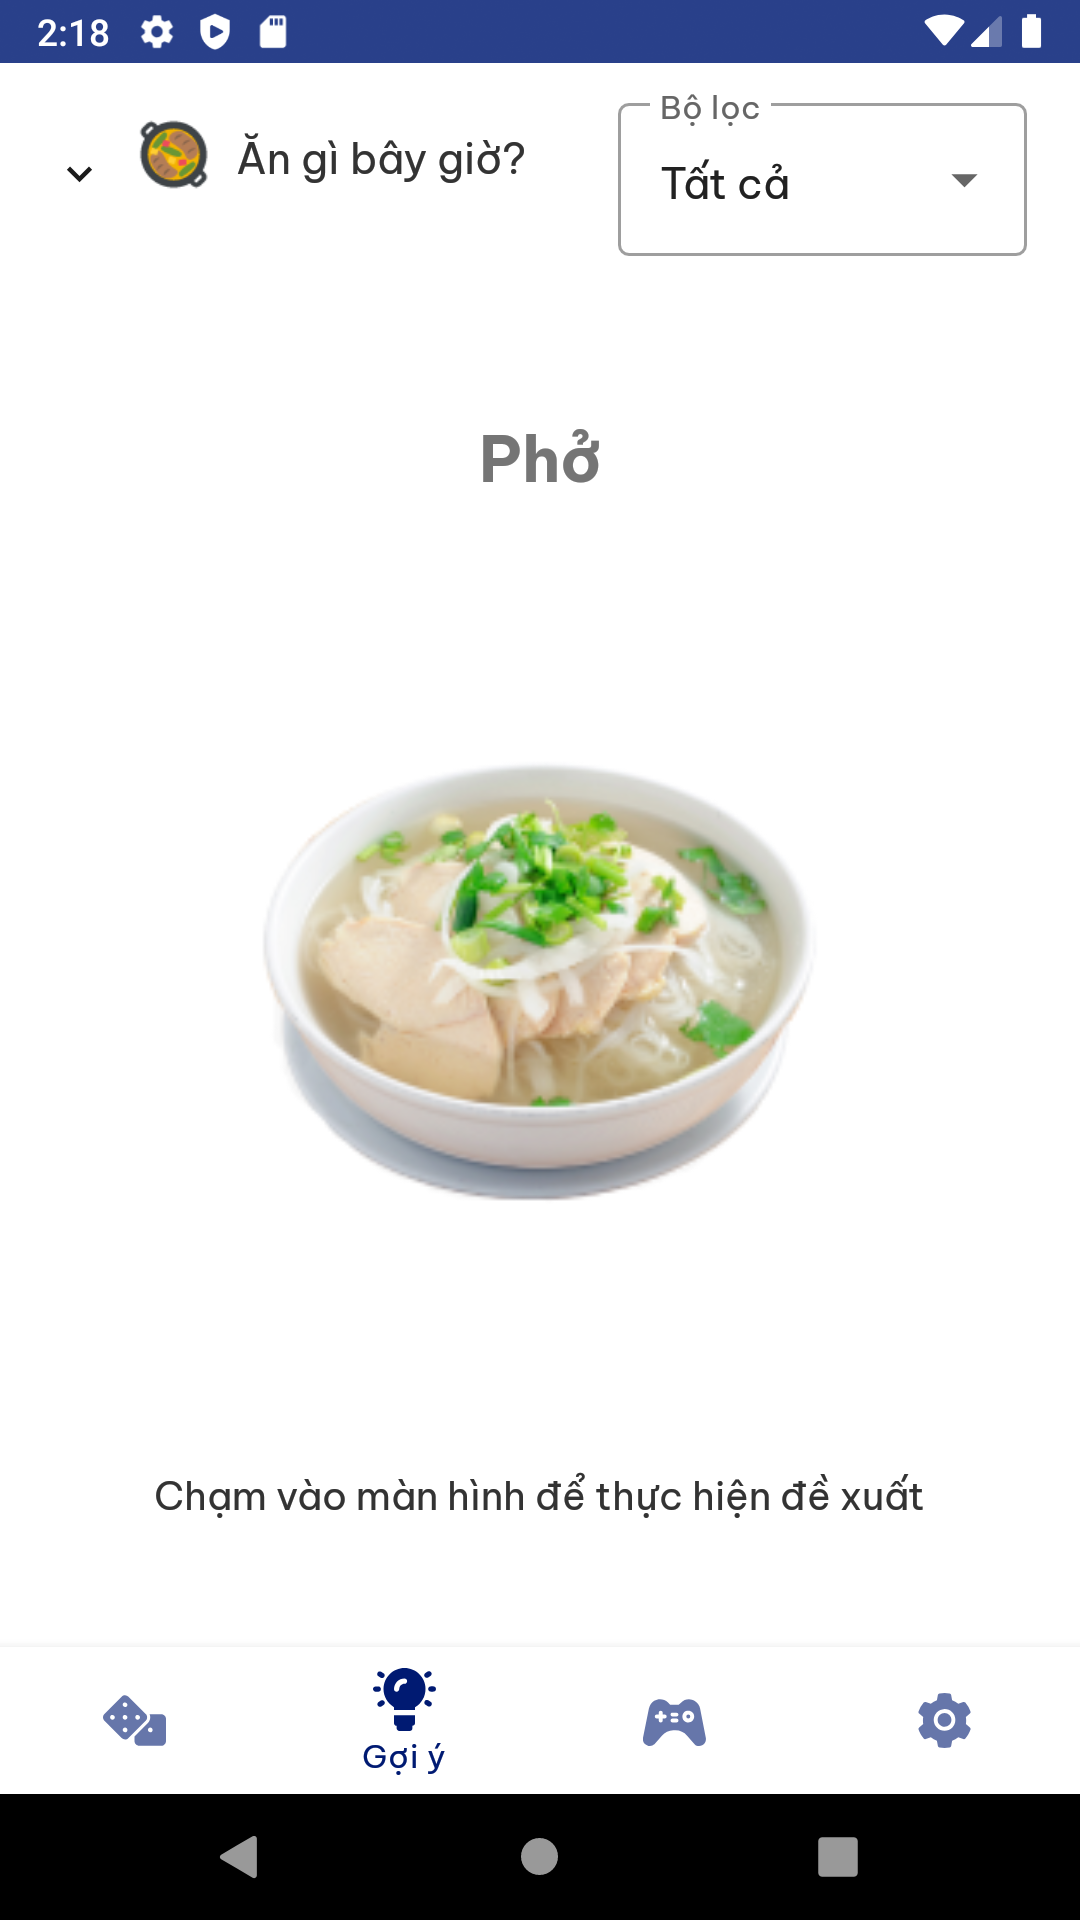 2:18
Bộ lọc
Ăn gì bây giờ?
Tất cả
Phở
Chạm vào màn hình để thực hiện đề xuất
Gợi ý